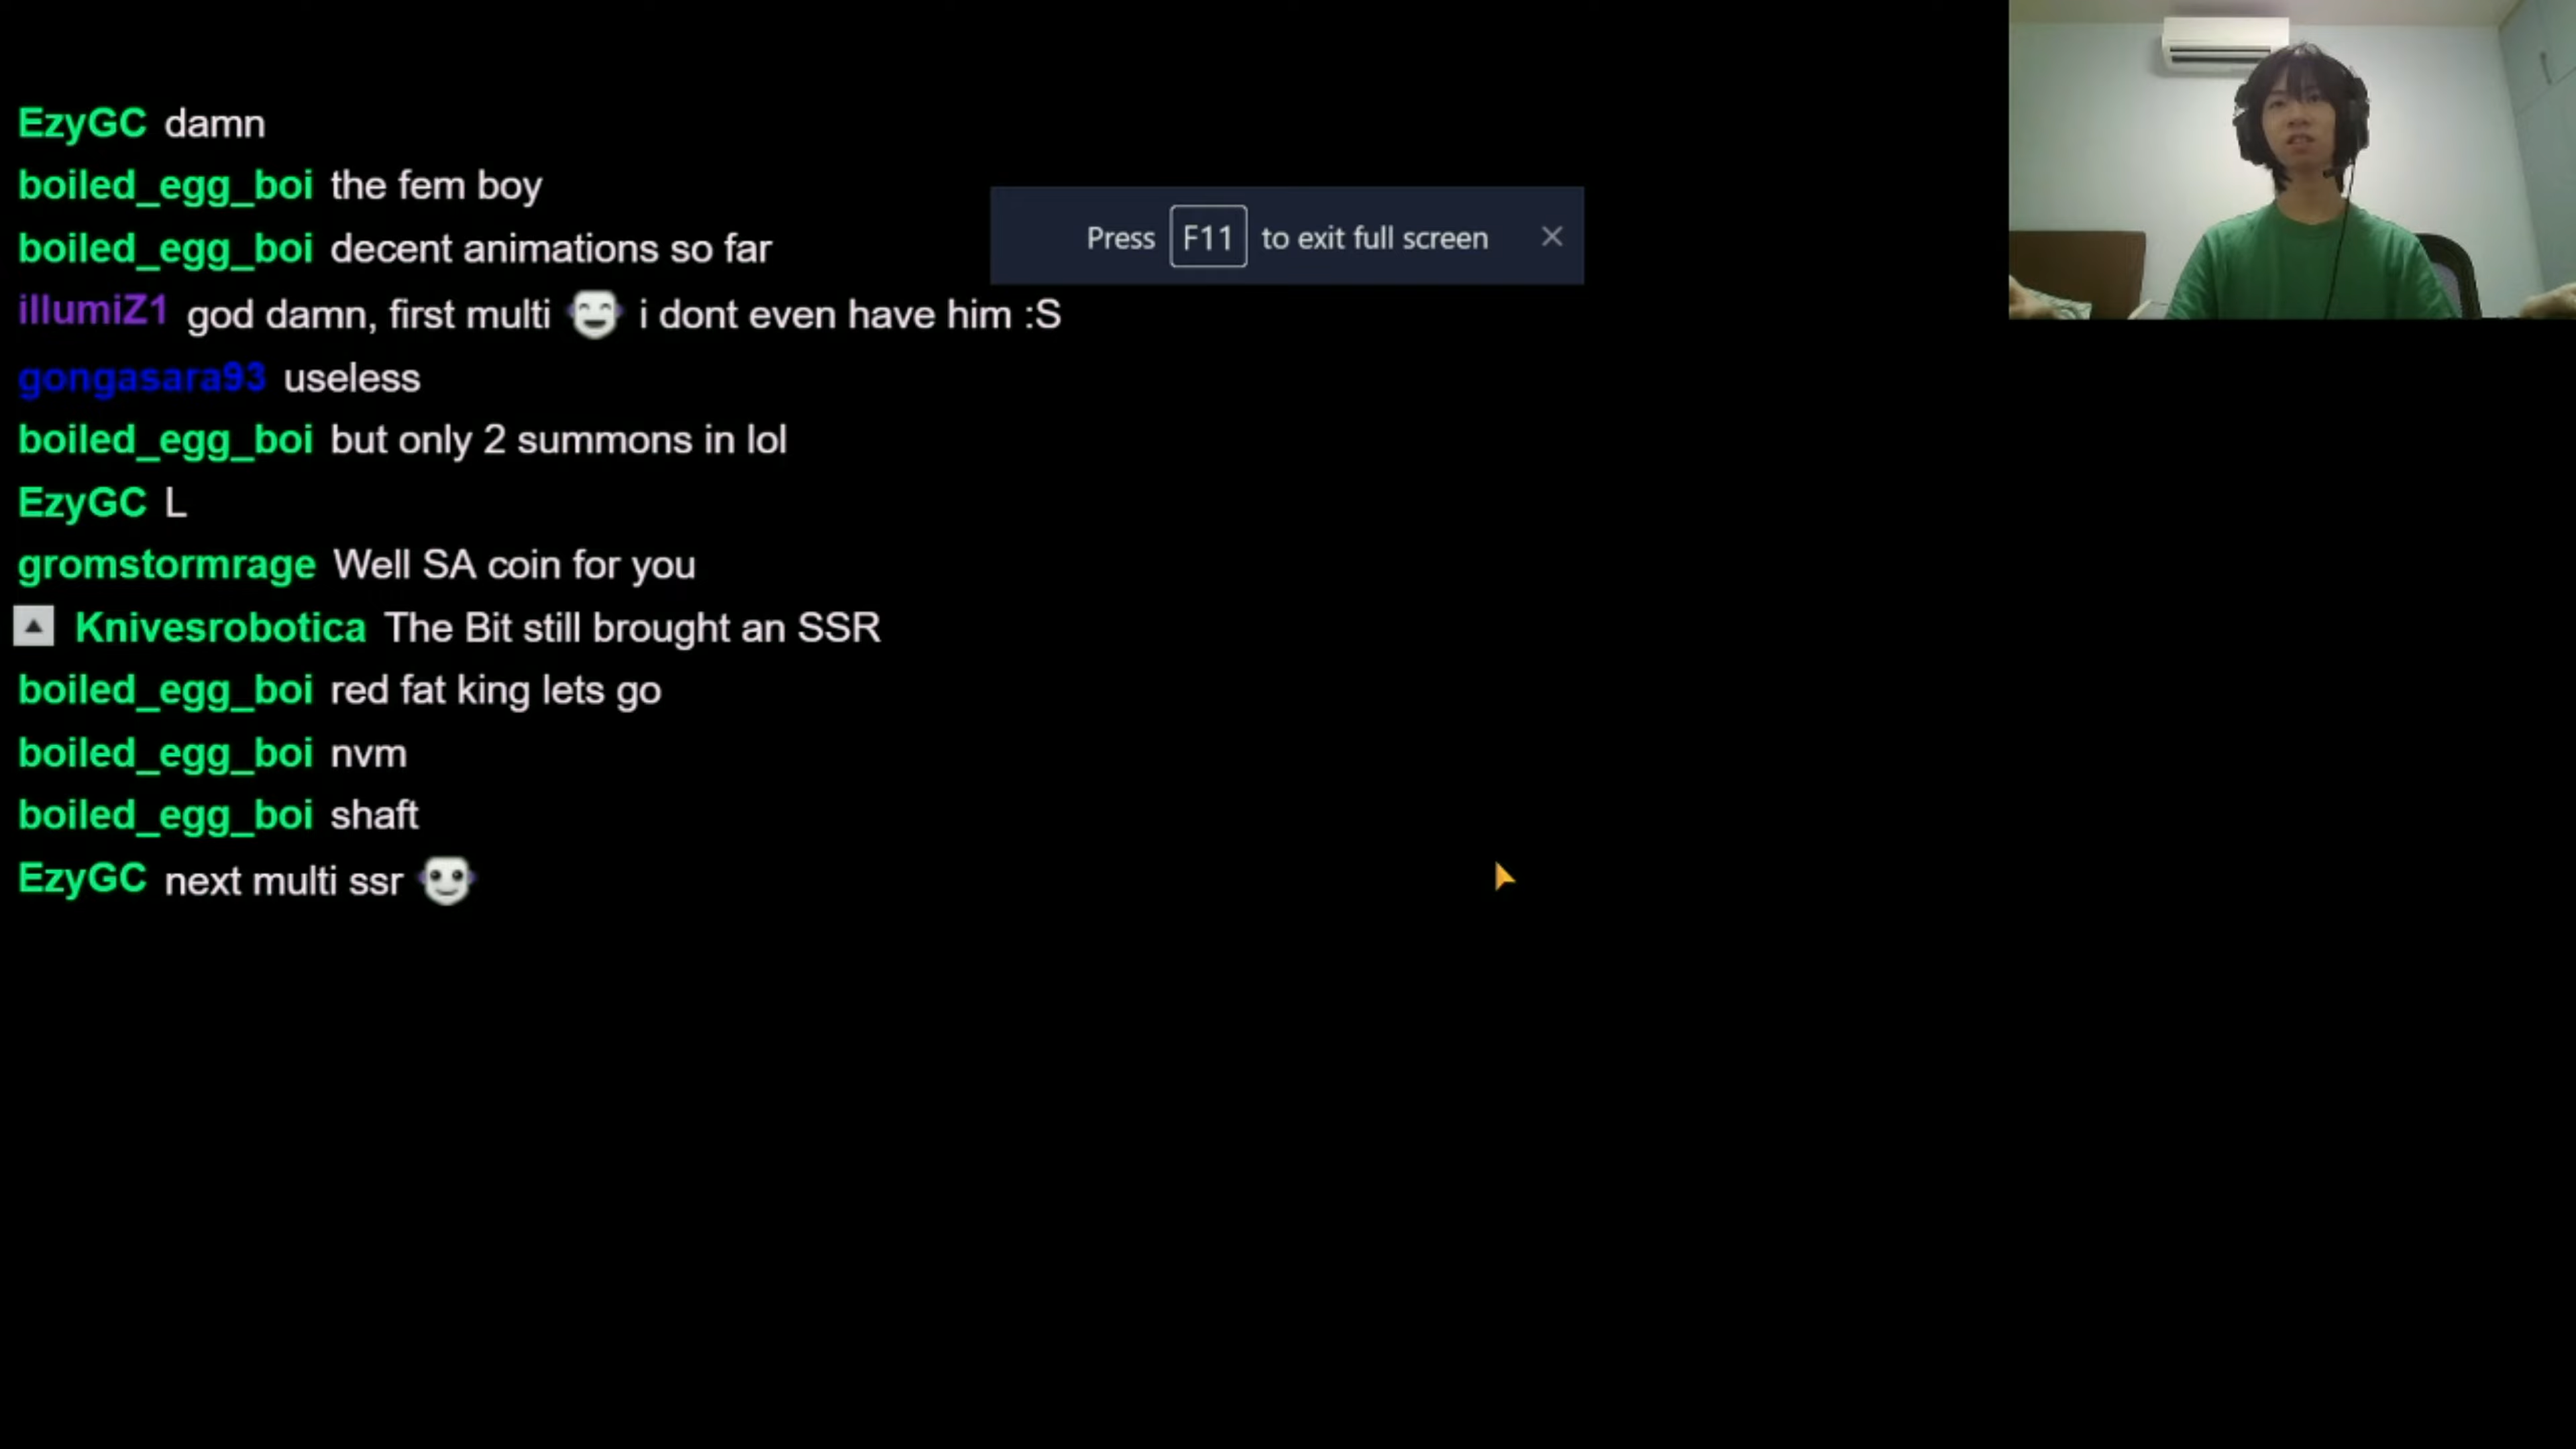 EzyGC damn
boiled_egg_boi the fem boy
boiled_egg_boi decent animations so far
Press F11 to exit full screen
illumiZ1 god damn, first multi i dont even have him :S
gongasara93 useless
boiled_egg_boi but only 2 summons in lol
EzyGC L
gromstormrage Well SA coin for you
Knivesrobotica The Bit still brought an SSR
boiled_egg_boi red fat king lets go
boiled_egg_boi nvm
boiled_egg_boi shaft
EzyGC next multi ssr